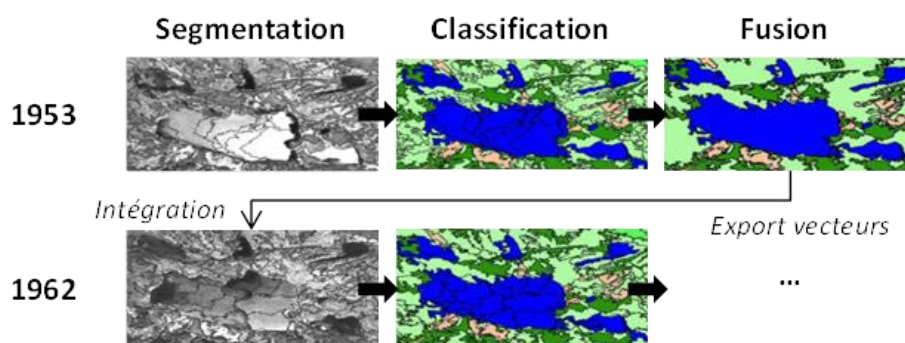 Segmentation Classification Fusion
1953
Intégration
Export vecteurs
1962
...